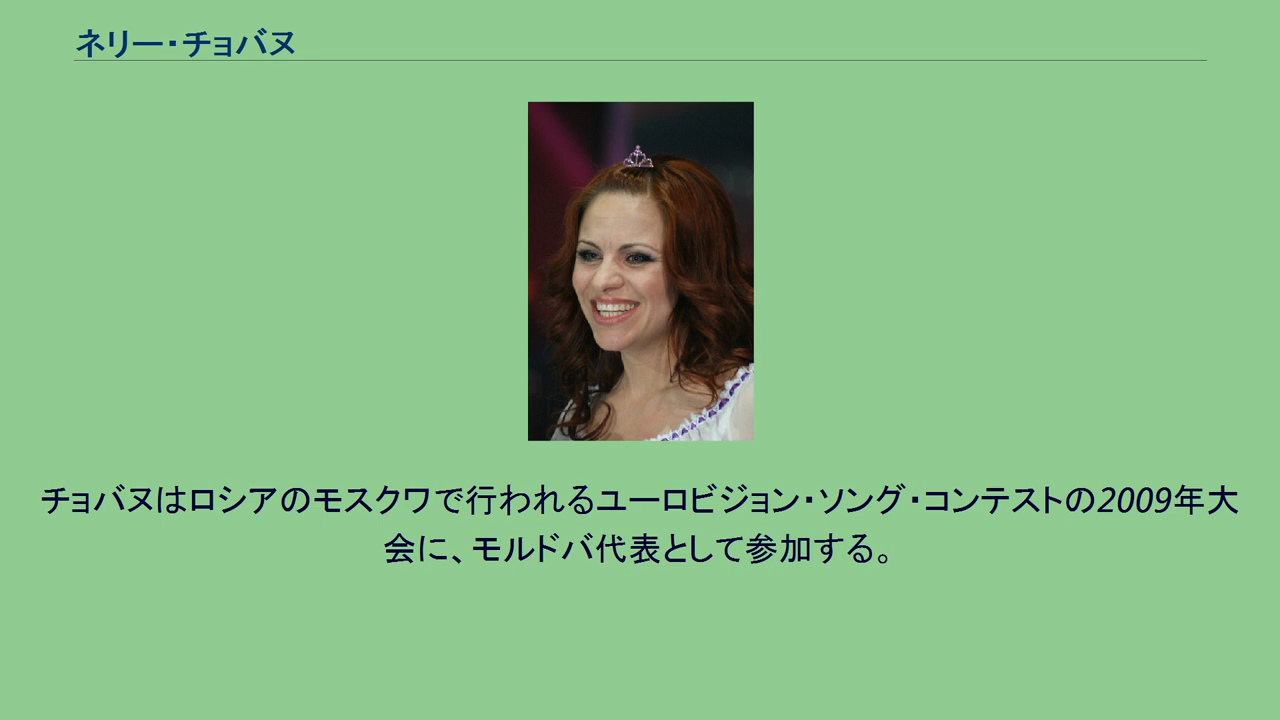 ネリー・チョバヌ
チョバヌはロシアのモスクワで行われるユーロビジョン・ソング・コンテストの2009年大
会に、モルドバ代表として参加する。